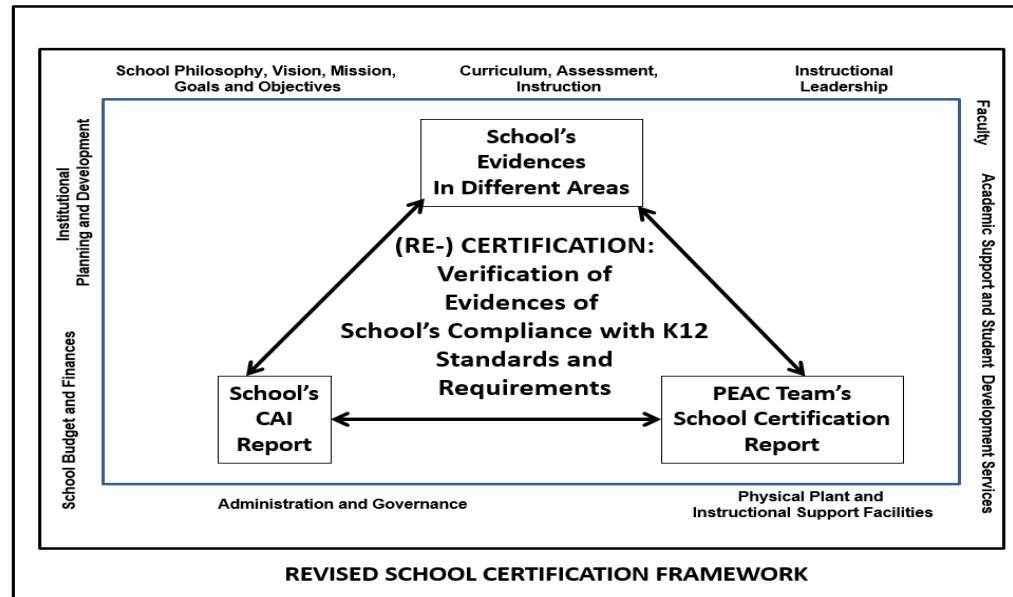 School Philosophy, Vision, Mission,
Goals and Objectives
Curriculum, Assessment,
Instruction
Instructional
Leadership
Institutional
Planning and Development
School Budget and Finances
School's
Evidences
In Different Areas
(RE-) CERTIFICATION:
Verification of
Evidences of
School's Compliance with K12
Standards and
Requirements
School's
CAI
Report
PEAC Team's
School Certification
Report
Faculty
Academic Support and Student Development Services
Administration and Governance
Physical Plant and
Instructional Support Facilities
REVISED SCHOOL CERTIFICATION FRAMEWORK